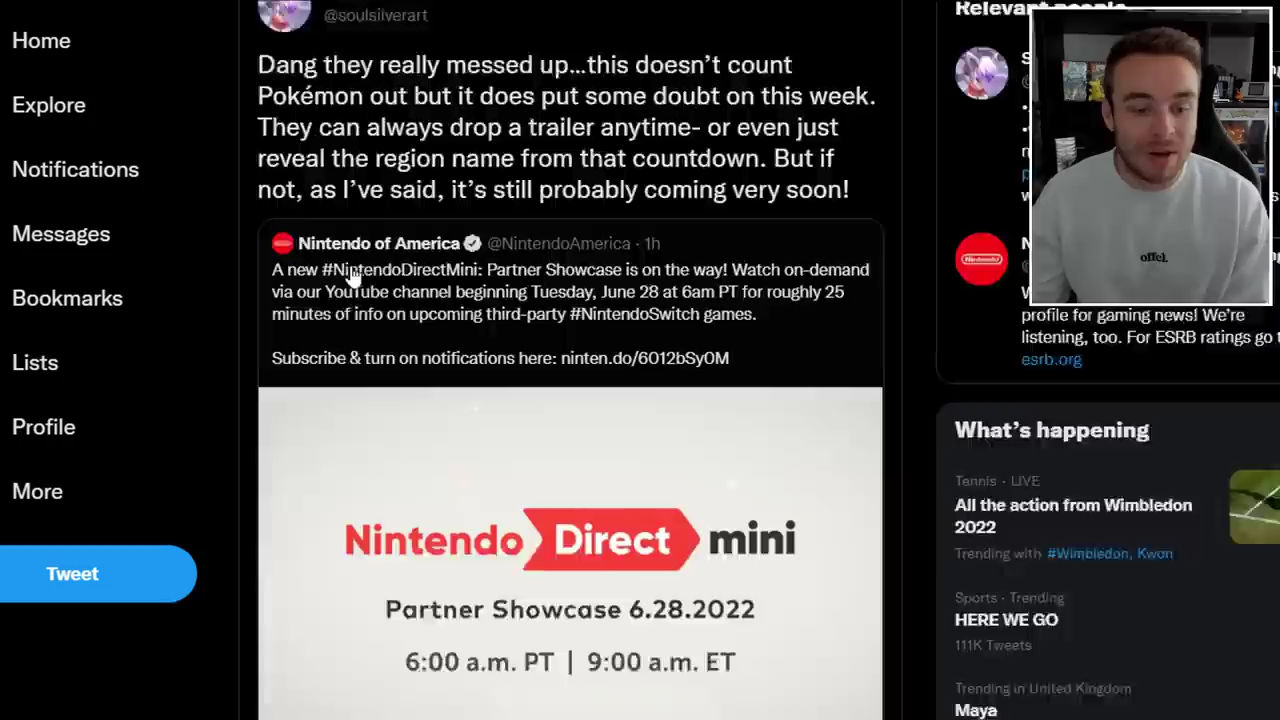 Home
Explore
Notifications
Messages
Bookmarks
Lists
Profile
More
Tweet
@soulsilverart
Dang they really messed up...this doesn't count
Pokémon out but it does put some doubt on this week.
They can always drop a trailer anytime- or even just
reveal the region name from that countdown. But if
not, as I've said, it's still probably coming very soon!
Nintendo of America @NintendoAmerica · 1h
A new #NintendoDirectMini: Partner Showcase is on the way! Watch on-demand
via our YouTube channel beginning Tuesday, June 28 at 6am PT for roughly 25
minutes of info on upcoming third-party #NintendoSwitch games.
Subscribe & turn on notifications here: ninten.do/6012bSyOM
Nintendo Direct mini
Partner Showcase 6.28.2022
6:00 a.m. PT | 9:00 a.m. ET
Relevant people
Nintendo
offcl.
profile for gaming news! We're
listening, too. For ESRB ratings go t
esrb.org
What's happening
Tennis · LIVE
All the action from Wimbledon
2022
Trending with #Wimbledon, Kwon
Sports · Trending
HERE WE GO
111K Tweets
Trending in United Kingdom
Maya